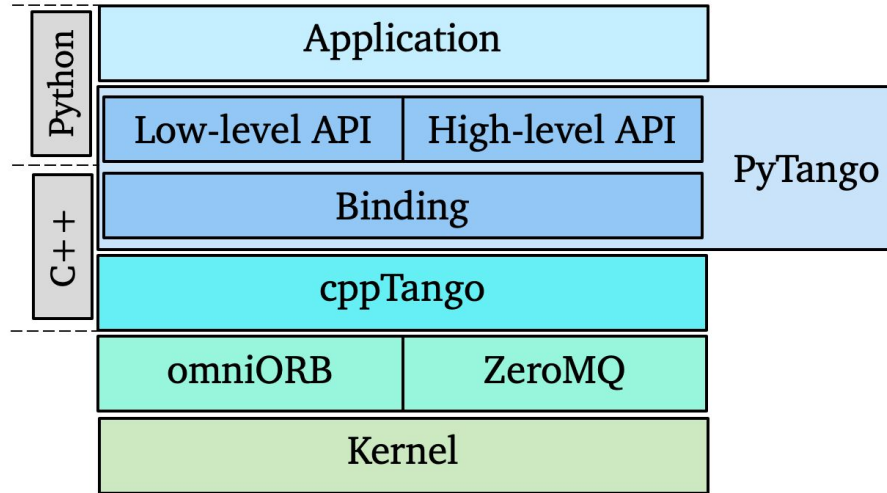 Python
Application
Low-level API
High-level API
PyTango
C++
Binding
cppTango
omniORB
ZeroMQ
Kernel